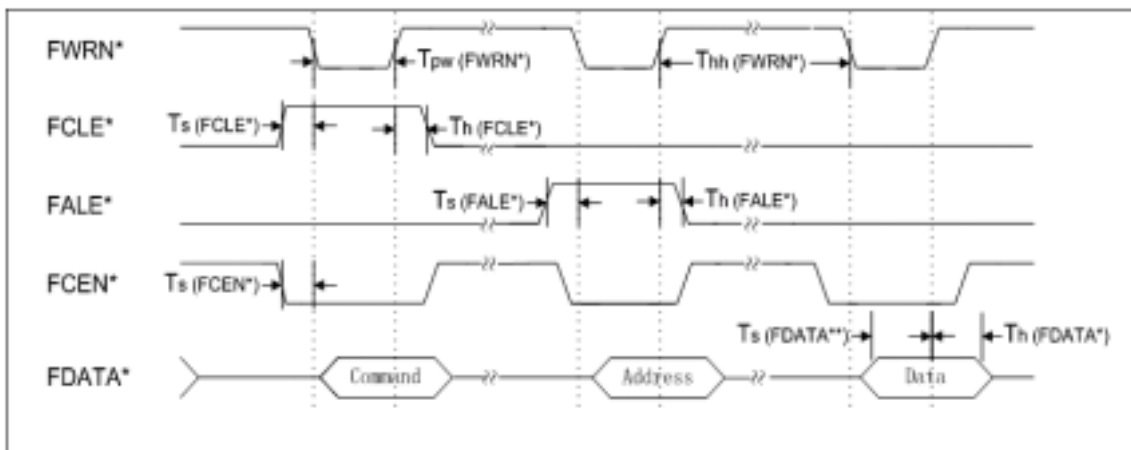 FWRN*
Tpw (FWRN*)
Thh (FWRN*)
FCLE*
Ts (FCLE*)
Th (FCLE*)
FALE*
Ts (FALE*)
Th (FALE*)
FCEN*
Ts (FCEN*)
Ts (FDATA**)
Th (FDATA*)
FDATA*
Command
Address
Data